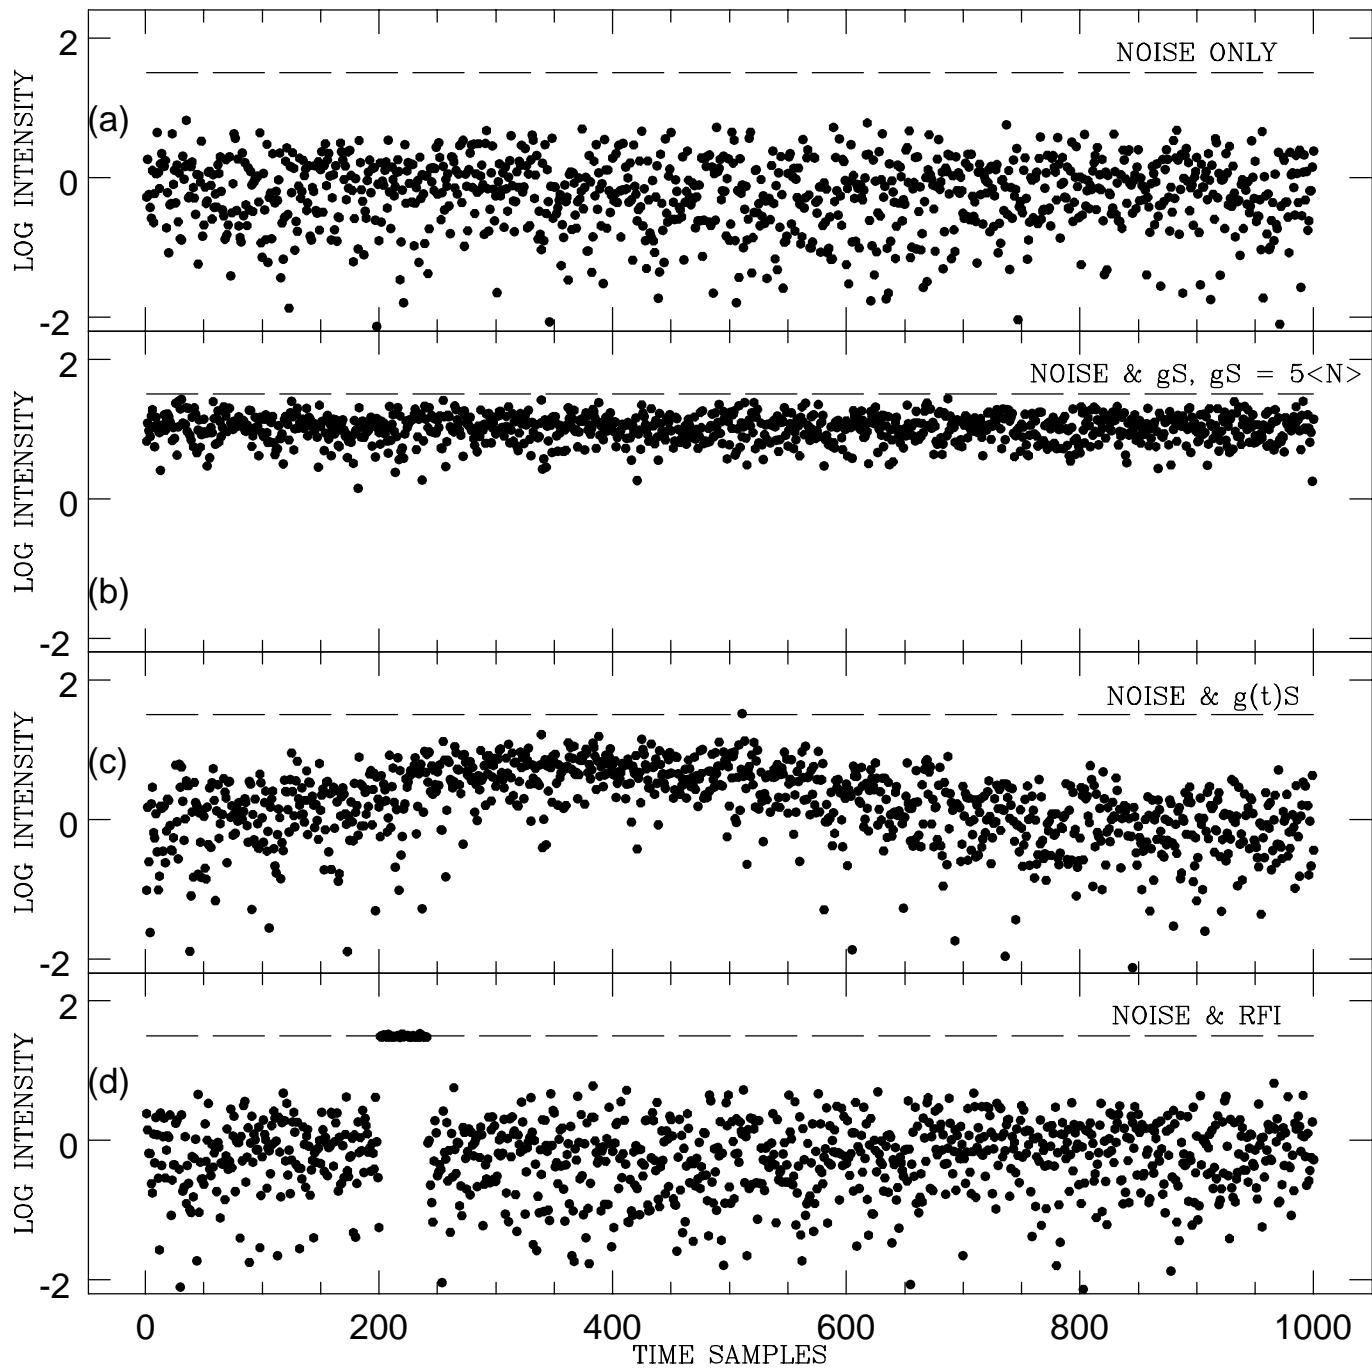 NOISE ONLY
2
(a)
0
-2
LOG INTENSITY
NOISE & gS, gS = 5<N>
2
0
(b)
-2
LOG INTENSITY
NOISE & g(t)S
2
(c)
0
-2
LOG INTENSITY
NOISE & RFI
2
(d)
0
-2
LOG INTENSITY
0 200 400 600 800 1000
TIME SAMPLES